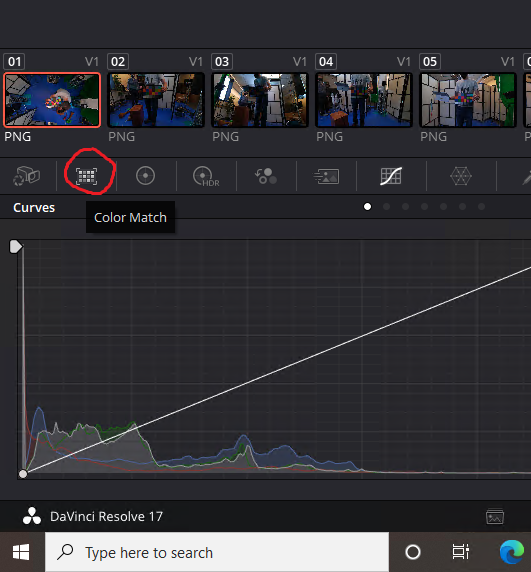 01 V1 02 V1 03 V1 04 V1 05 V1
PNG PNG PNG PNG PNG
HDR
Curves
Color Match
DaVinci Resolve 17
Type here to search